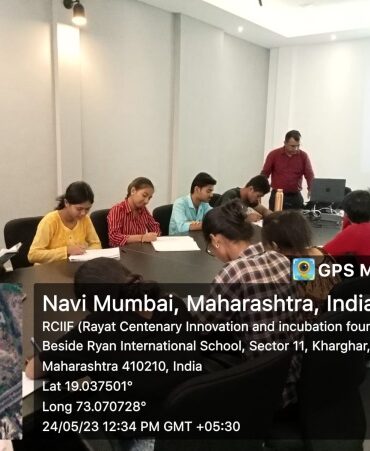 GPS M
Navi Mumbai, Maharashtra, India
RCIIF (Rayat Centenary Innovation and incubation foun
Beside Ryan International School, Sector 11, Kharghar,
Maharashtra 410210, India
Lat 19.037501°
Long 73.070728°
24/05/23 12:34 PM GMT +05:30